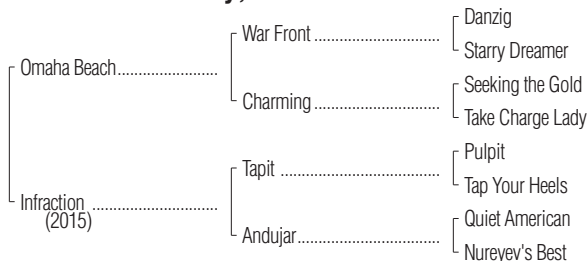 Danzig
War Front
Starry Dreamer
Omaha Beach
Seeking the Gold
Charming
Take Charge Lady
Pulpit
Tapit
Tap Your Heels
Infraction
(2015)
Quiet American
Andujar
Nureyev's Best